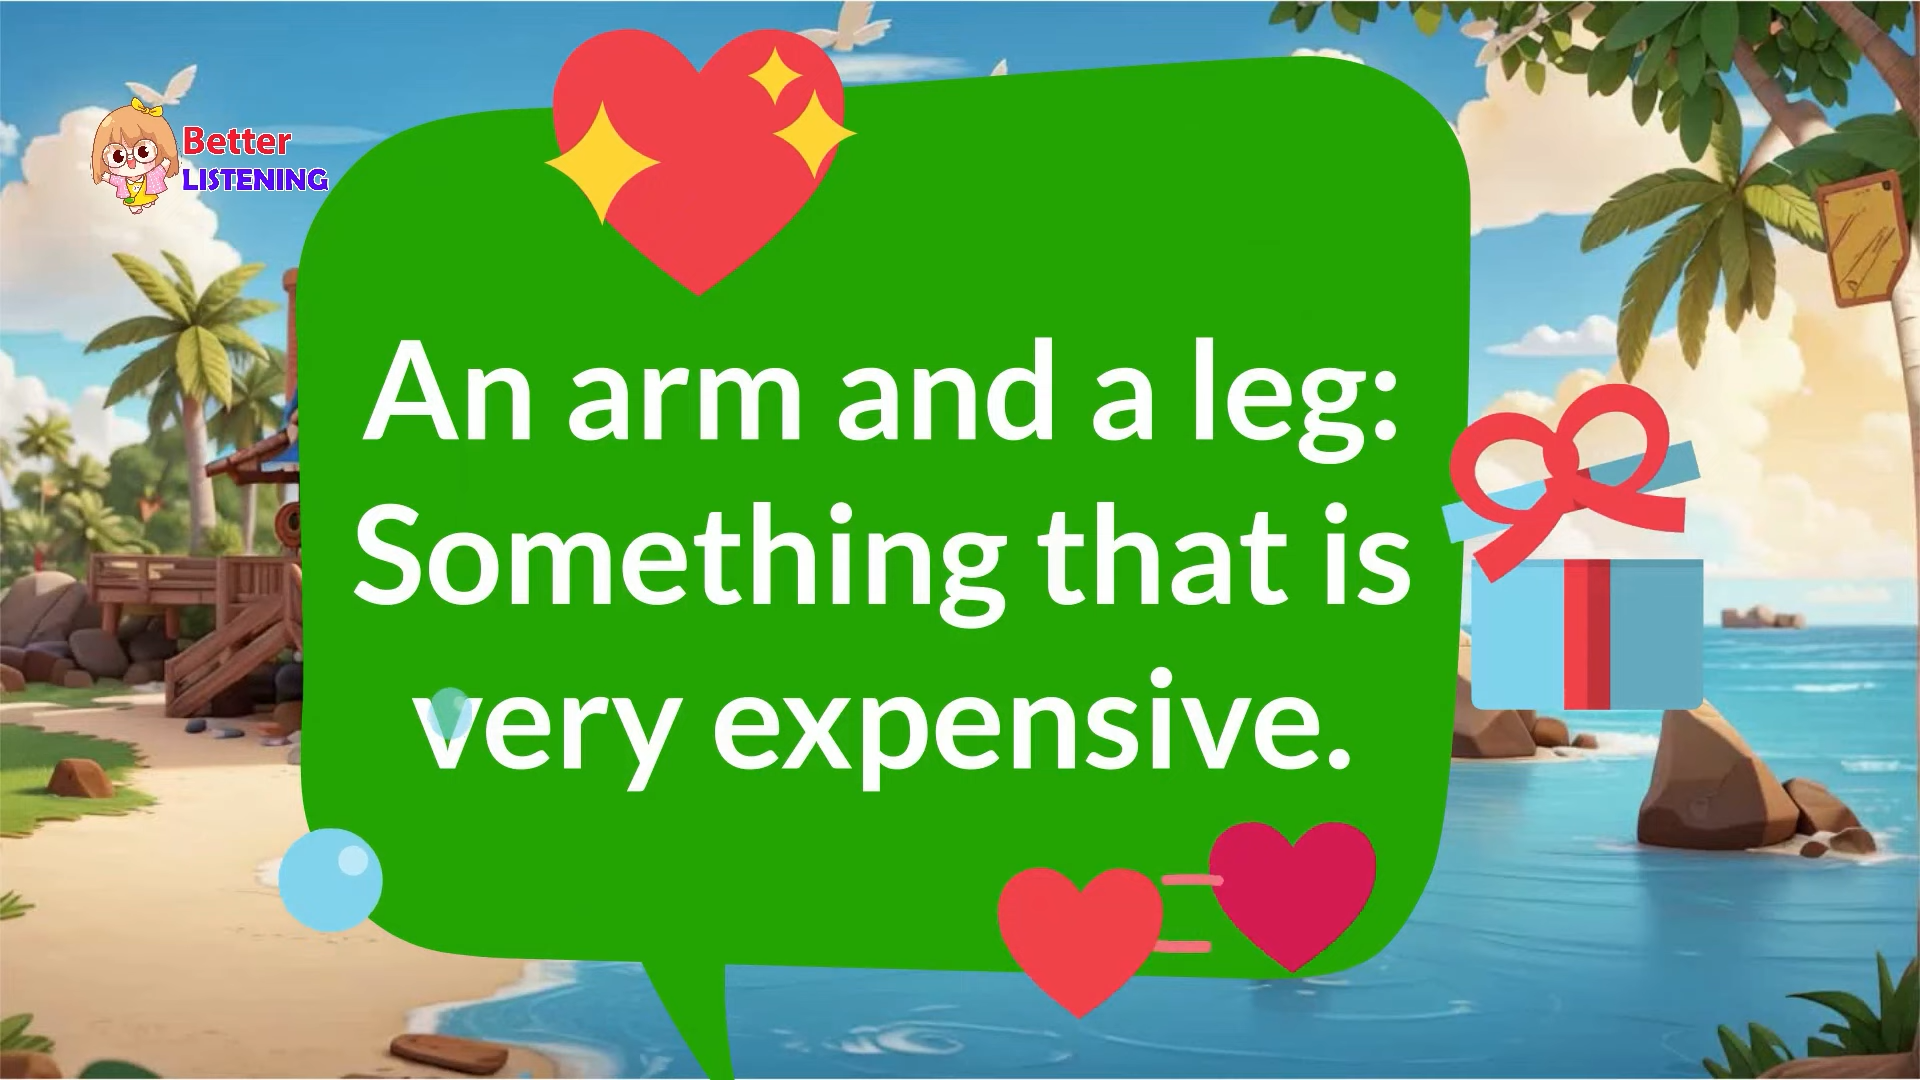 Better
LISTENING
An arm and a leg:
Something that is
very expensive.